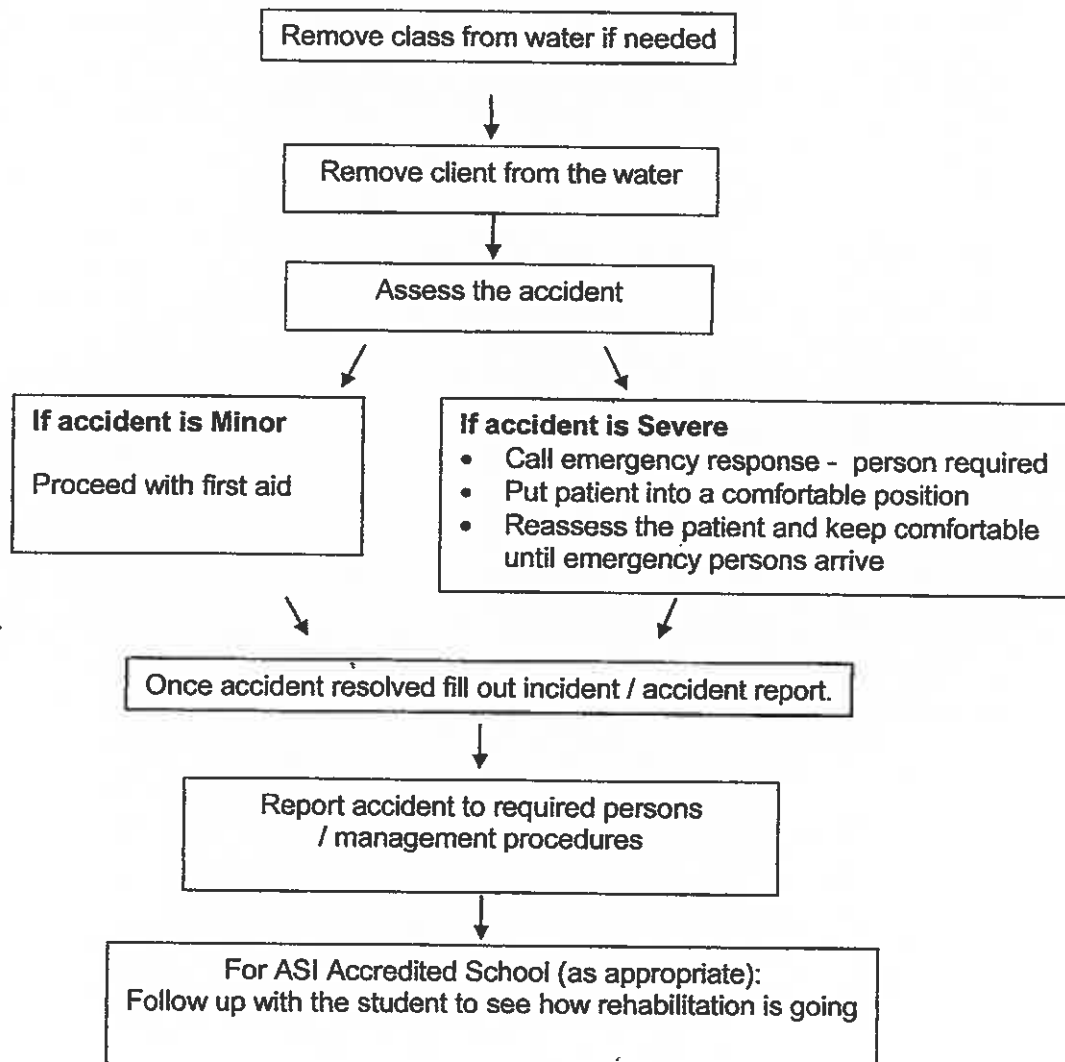 Remove class from water if needed
Remove client from the water
Assess the accident
If accident is Minor
Proceed with first aid
If accident is Severe
• Call emergency response - person required
• Put patient into a comfortable position
• Reassess the patient and keep comfortable
until emergency persons arrive
Once accident resolved fill out incident / accident report.
Report accident to required persons
/ management procedures
For ASI Accredited School (as appropriate):
Follow up with the student to see how rehabilitation is going